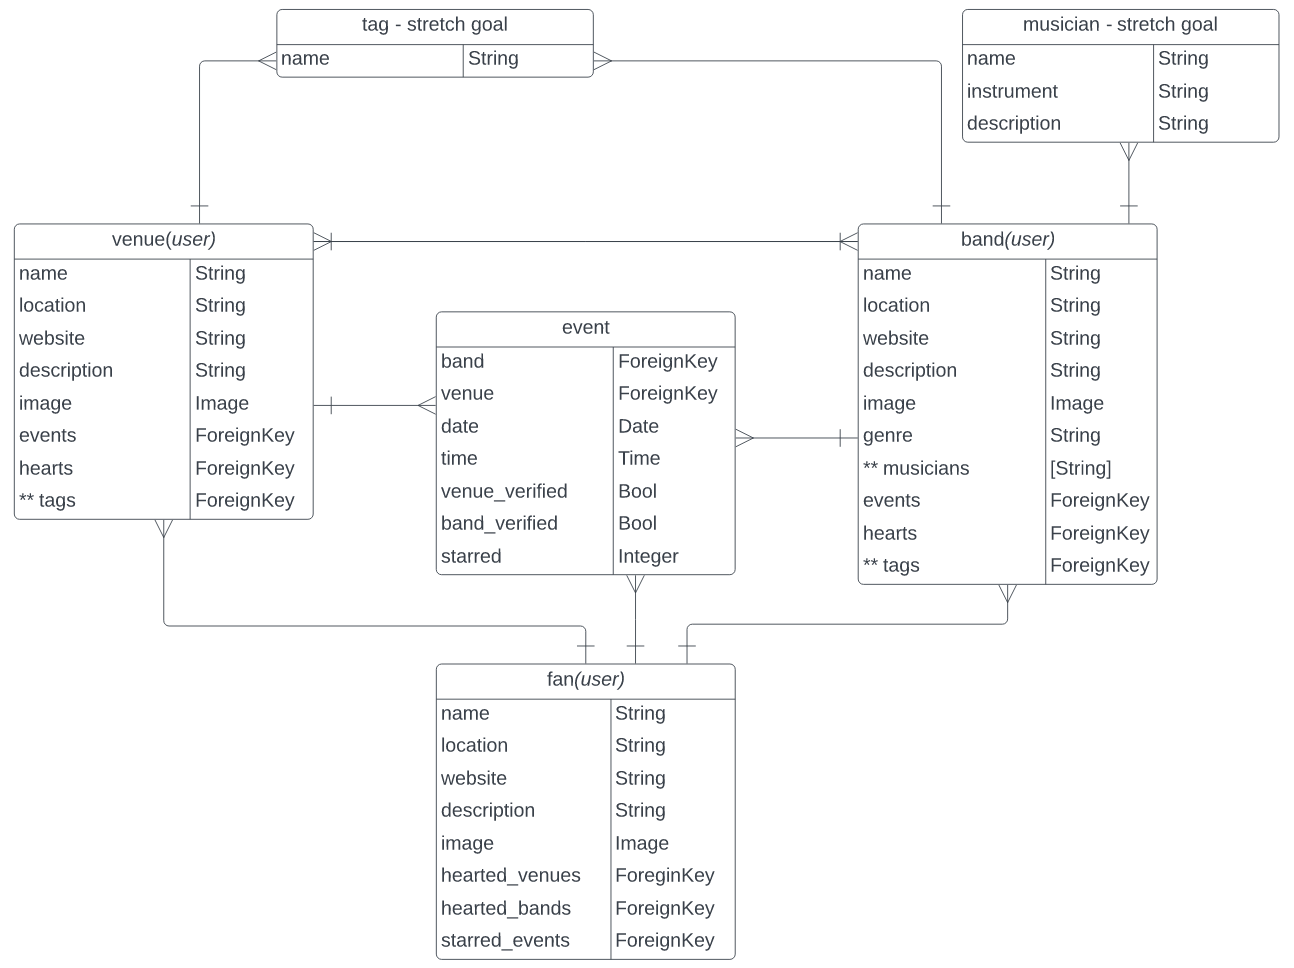 tag - stretch goal
name String
musician - stretch goal
name String
instrument String
description String
venue(user)
name String
location String
website String
description String
image Image
events ForeignKey
hearts ForeignKey
** tags ForeignKey
event
band ForeignKey
venue ForeignKey
date Date
time Time
venue_verified Bool
band_verified Bool
starred Integer
band(user)
name String
location String
website String
description String
image Image
genre String
** musicians [String]
events ForeignKey
hearts ForeignKey
** tags ForeignKey
fan(user)
name String
location String
website String
description String
image Image
hearted_venues ForeginKey
hearted_bands ForeignKey
starred_events ForeignKey